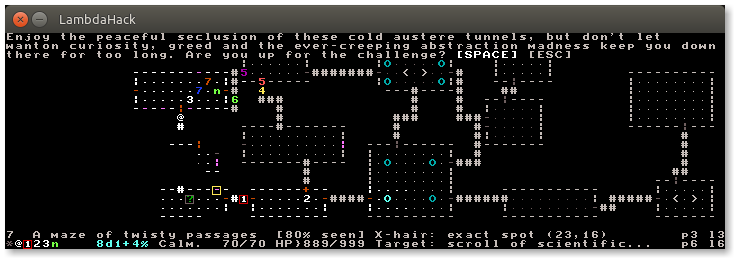 LambdaHack
Enjoy the peaceful seclusion of these cold austere tunnels, but don't let
wanton curiosity, greed and the ever-creeping abstraction madness keep you down
there for too long. Are you up for the challenge? [SPACE] [ESC]
7  A maze of twisty passages  [80% seen] X-hair: exact spot (23,16)    p3 l3
*@123n    8d1+4% Calm.  70/70 HP}889/999 Target: scroll of scientific...  p6 l6